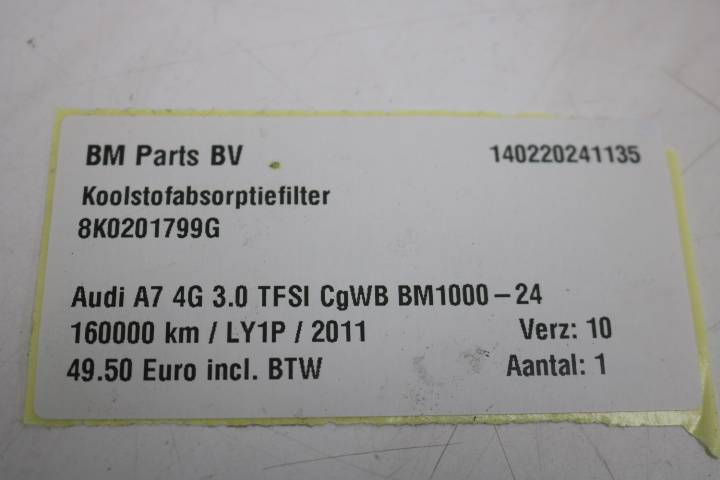 BM Parts BV 140220241135
Koolstofabsorptiefilter
8K0201799G
Audi A7 4G 3.0 TFSI CgWB BM1000-24
160000 km / LY1P / 2011 Verz: 10
49.50 Euro incl. BTW Aantal: 1